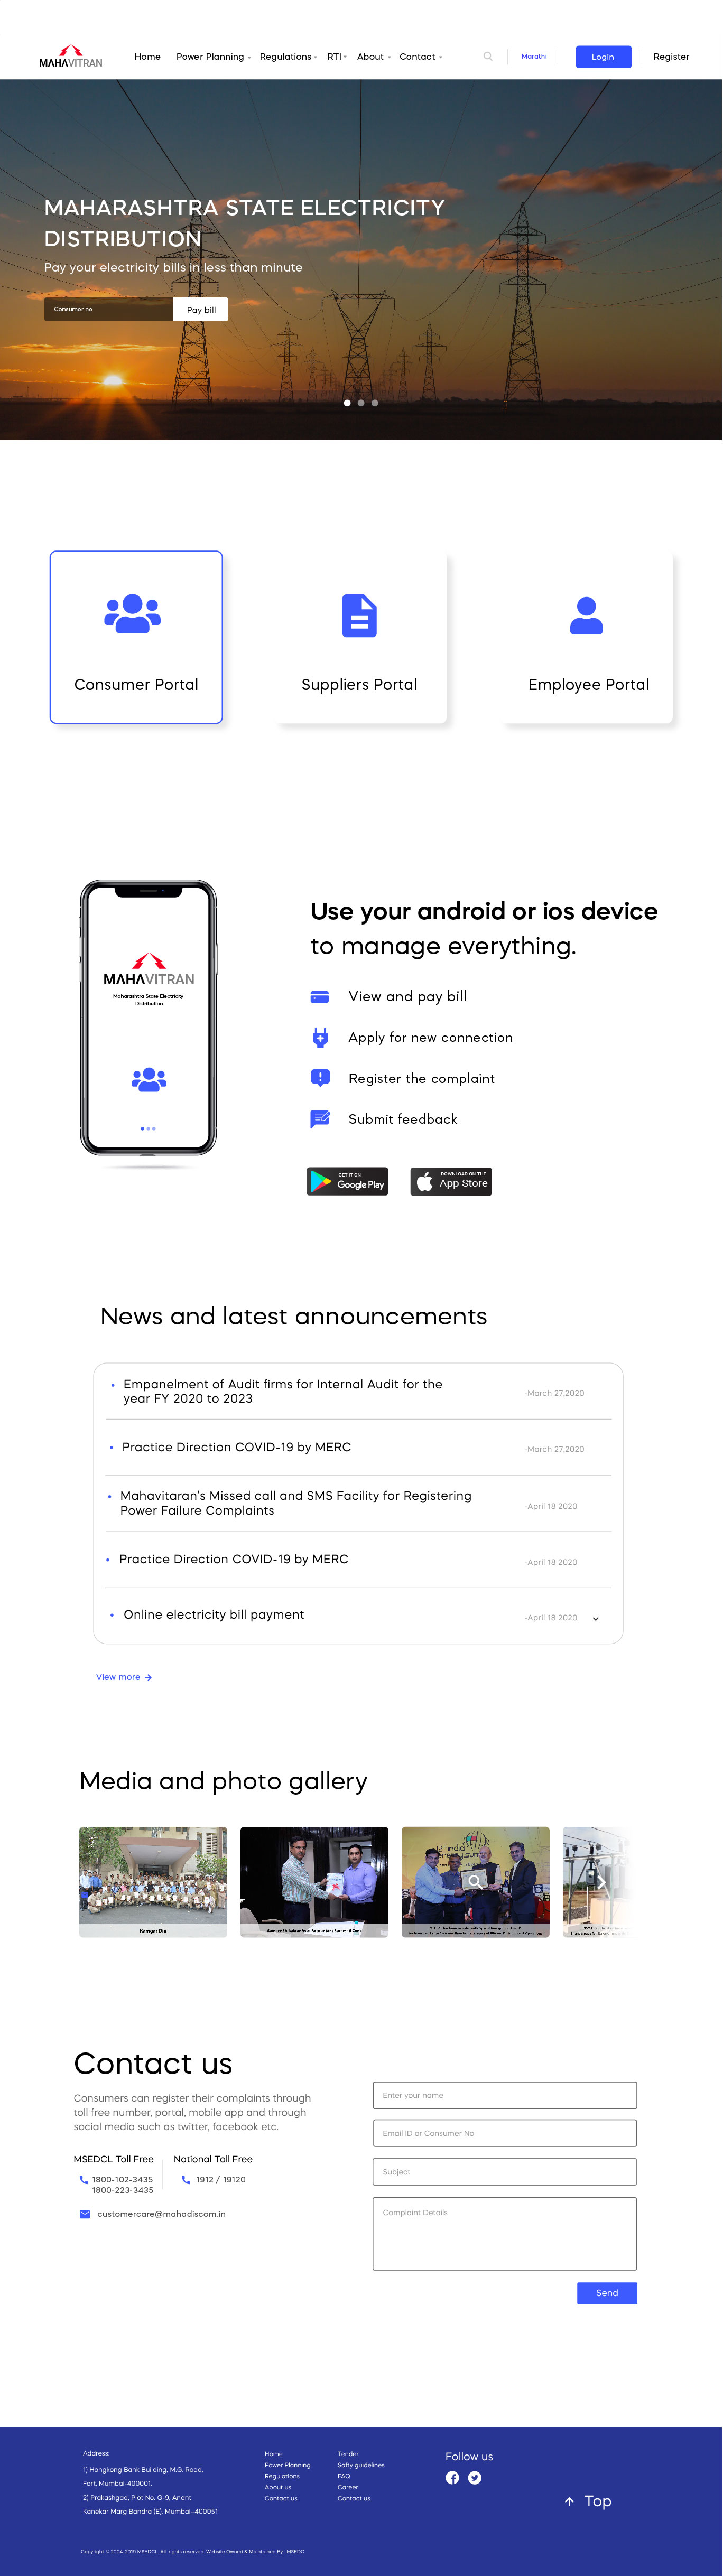 MAHAVITRAN
Home
Power Planning
Regulations
RTI
About
Contact
Marathi
Login
Register
MAHARASHTRA STATE ELECTRICITY
DISTRIBUTION
Pay your electricity bills in less than minute
Consumer no
Pay bill
Consumer Portal
Suppliers Portal
Employee Portal
MAHAVITRAN
Maharashtra State Electricity
Distribution
Use your android or ios device
to manage everything.
View and pay bill
Apply for new connection
Register the complaint
Submit feedback
GET IT ON
Google Play
DOWNLOAD ON THE
App Store
News and latest announcements
Empanelment of Audit firms for Internal Audit for the
year FY 2020 to 2023
-March 27,2020
Practice Direction COVID-19 by MERC
-March 27,2020
Mahavitaran's Missed call and SMS Facility for Registering
Power Failure Complaints
-April 18 2020
Practice Direction COVID-19 by MERC
-April 18 2020
Online electricity bill payment
-April 18 2020
View more
Media and photo gallery
Kamgar Din
Contact us
Consumers can register their complaints through
toll free number, portal, mobile app and through
social media such as twitter, facebook etc.
MSEDCL Toll Free
1800-102-3435
1800-223-3435
National Toll Free
1912 / 19120
customercare@mahadiscom.in
Enter your name
Email ID or Consumer No
Subject
Complaint Details
Send
Address:
1) Hongkong Bank Building, M.G. Road,
Fort, Mumbai-400001.
2) Prakashgad, Plot No. G-9, Anant
Kanekar Marg Bandra (E), Mumbai-400051
Home
Power Planning
Regulations
About us
Contact us
Tender
Safty guidelines
FAQ
Career
Contact us
Follow us
Top
Copyright © 2004-2018 MSEDCL. All rights reserved. Website Owned & Maintained By : MSEDC